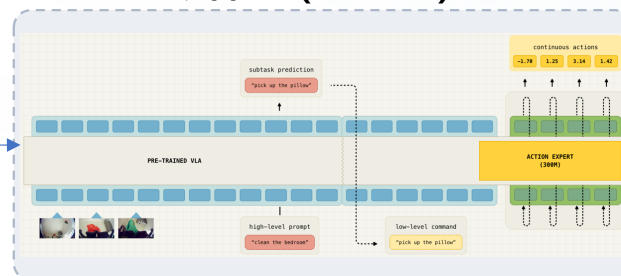 continuous actions
-1.70 1.25 3.14 1.42
subtask prediction
"pick up the pillow"
PRE-TRAINED VLA
ACTION EXPERT
(300M)
high-level prompt
"clean the bedroom"
low-level command
"pick up the pillow"